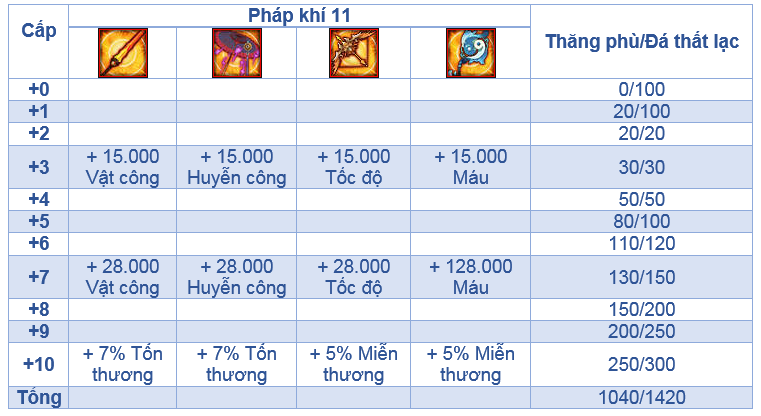 Cấp Pháp khí 11 Thăng phù/Đá thất lạc
+0 0/100
+1 20/100
+2 20/20
+3 + 15.000 Vật công + 15.000 Huyễn công + 15.000 Tốc độ + 15.000 Máu 30/30
+4 50/50
+5 80/100
+6 110/120
+7 + 28.000 Vật công + 28.000 Huyễn công + 28.000 Tốc độ + 128.000 Máu 130/150
+8 150/200
+9 200/250
+10 + 7% Tốn thương + 7% Tốn thương + 5% Miễn thương + 5% Miễn thương 250/300
Tổng 1040/1420